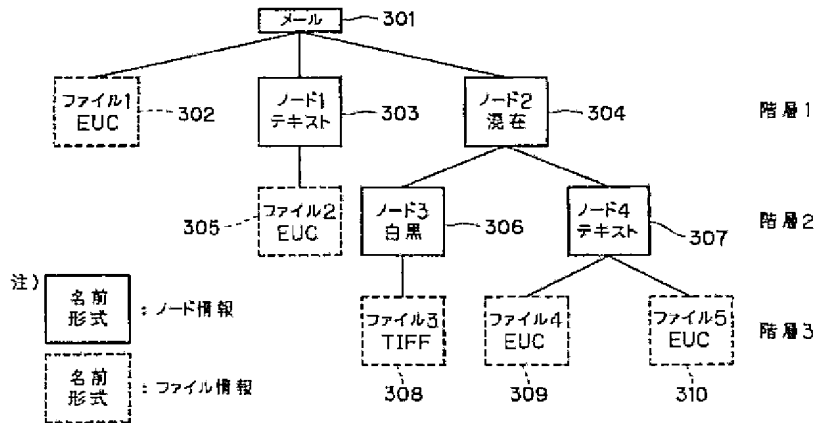 メール
301
ファイル1
EUC
302
ノード1
テキスト
303
ノード2
混在
304
階層1
305
ファイル2
EUC
ノード3
白黒
306
ノード4
テキスト
307
階層2
注)
名前
形式
:ノード情報
ファイル3
TIFF
ファイル4
EUC
ファイル5
EUC
階層3
308
309
310
名前
形式
:ファイル情報